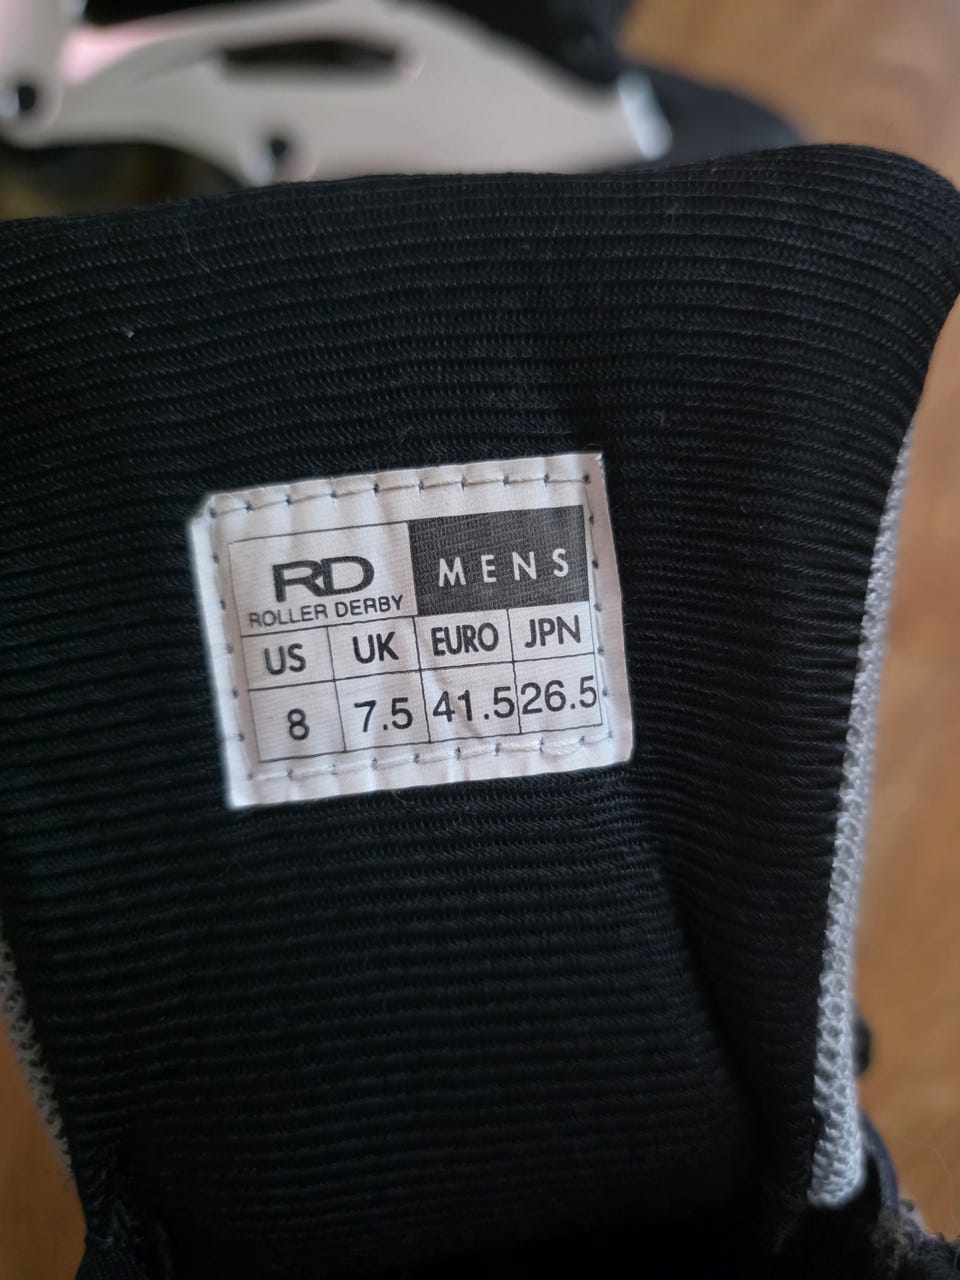 RD MENS
ROLLER DERBY
US UK EURO JPN
8 7.5 41.5 26.5